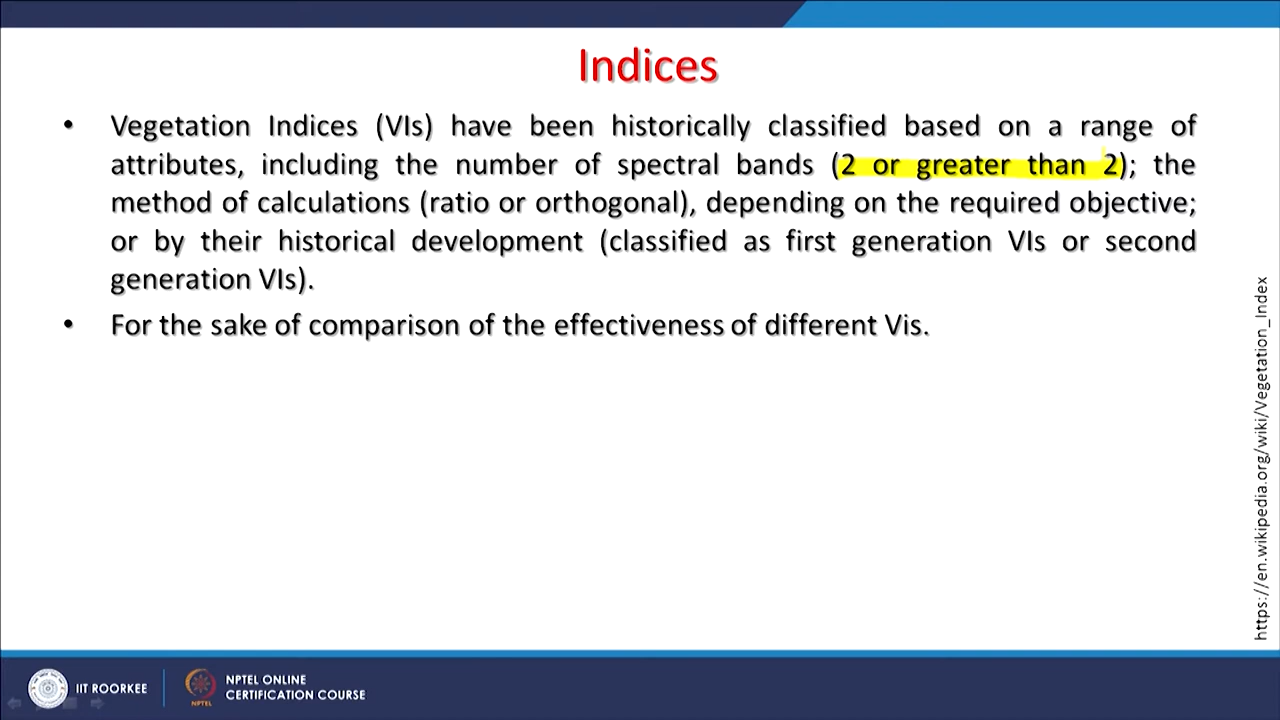 Indices
• Vegetation Indices (VIs) have been historically classified based on a range of
attributes, including the number of spectral bands (2 or greater than 2); the
method of calculations (ratio or orthogonal), depending on the required objective;
or by their historical development (classified as first generation VIs or second
generation VIs).
• For the sake of comparison of the effectiveness of different Vis.
https://en.wikipedia.org/wiki/Vegetation_Index
IIT ROORKEE
NPTEL
NPTEL ONLINE
CERTIFICATION COURSE